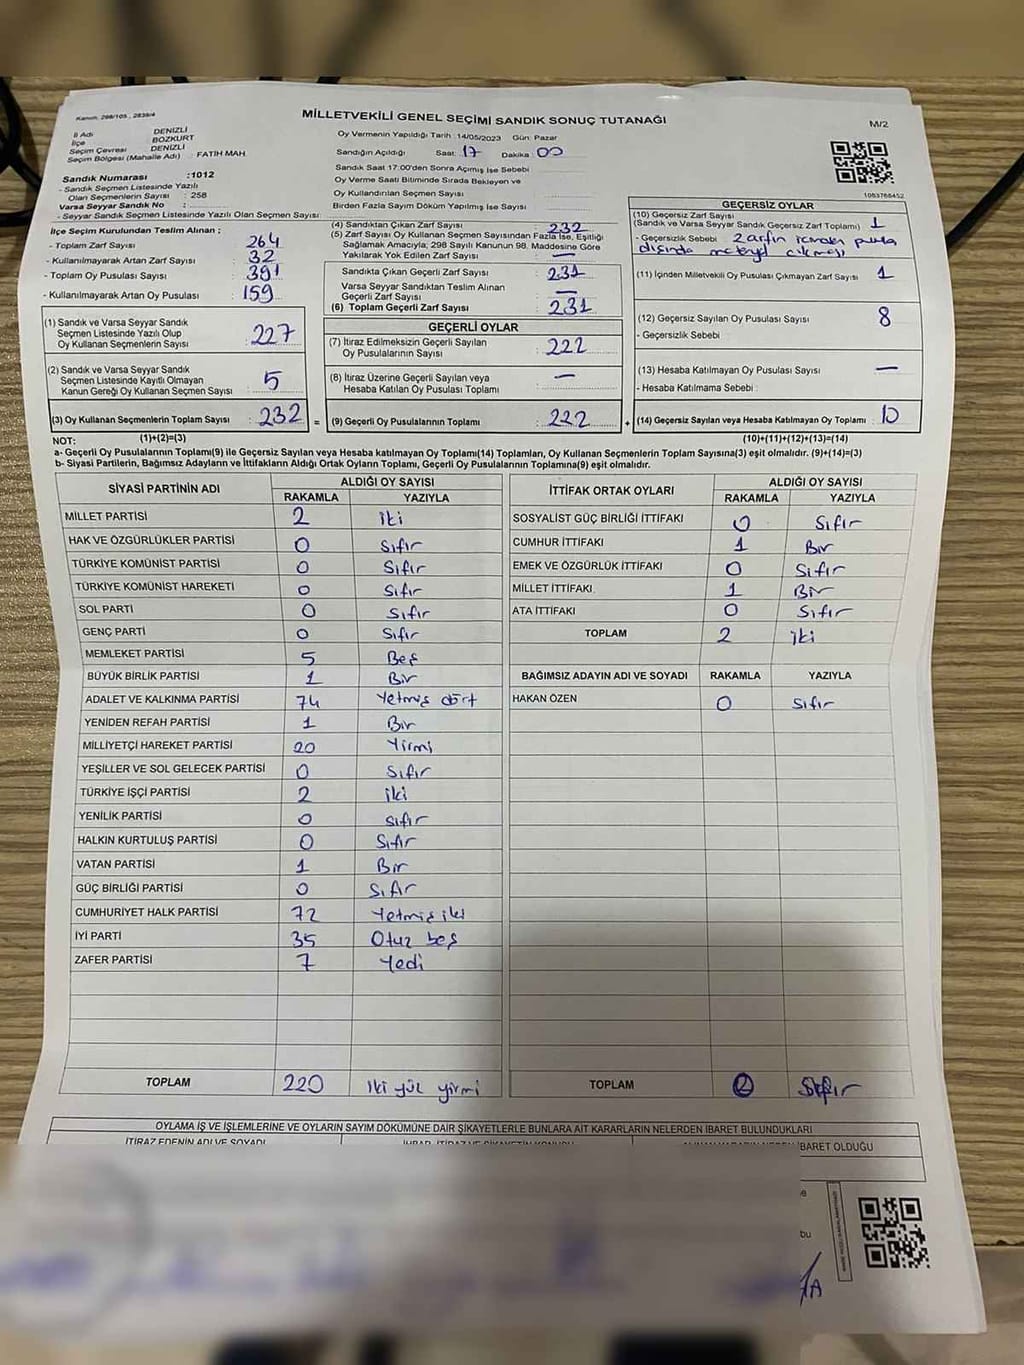 Kanun: 298/105, 2839/4
MİLLETVEKİLİ GENEL SEÇİMİ SANDIK SONUÇ TUTANAĞI
M/2
İl Adı DENİZLİ
İlçe BOZKURT
Seçim Çevresi DENİZLİ
Seçim Bölgesi (Mahalle Adı) : FATIH MAH.
Oy Vermenin Yapıldığı Tarih : 14/05/2023 Gün: Pazar
Sandığın Açıldığı Saat: 17 Dakika 00
Sandık Saat 17:00'den Sonra Açımış İse Sebebi
Oy Verme Saati Bitiminde Sırada Bekleyen ve
Oy Kullandırılan Seçmen Sayısı
Birden Fazla Sayım Döküm Yapılmış İse Sayısı
1083768452
Sandık Numarası :1012
- Sandık Seçmen Listesinde Yazılı
Olan Seçmenlerin Sayısı : 258
Varsa Seyyar Sandık No :
- Seyyar Sandık Seçmen Listesinde Yazılı Olan Seçmen Sayısı
İlçe Seçim Kurulundan Teslim Alınan ;
- Toplam Zarf Sayısı : 264
- Kullanılmayarak Artan Zarf Sayısı : 32
- Toplam Oy Pusulası Sayısı : 381
- Kullanılmayarak Artan Oy Pusulası : 159
(4) Sandıktan Çıkan Zarf Sayısı : 232
(5) Zarf Sayısı Oy Kullanan Seçmen Sayısından Fazla İse, Eşitliği
Sağlamak Amacıyla, 298 Sayılı Kanunun 98. Maddesine Göre
Yakılarak Yok Edilen Zarf Sayısı : —
Sandıkta Çıkan Geçerli Zarf Sayısı : 231
Varsa Seyyar Sandıktan Teslim Alınan
Geçerli Zarf Sayısı : —
(6) Toplam Geçerli Zarf Sayısı : 231
GEÇERSİZ OYLAR
(10) Geçersiz Zarf Sayısı
(Sandık ve Varsa Seyyar Sandık Geçersiz Zarf Toplamı) : 1
- Geçersizlik Sebebi Zarfın içinden pusula
dışında materyal çıkması
(11) İçinden Milletvekili Oy Pusulası Çıkmayan Zarf Sayısı : 1
(12) Geçersiz Sayılan Oy Pusulası Sayısı : 8
- Geçersizlik Sebebi :
(13) Hesaba Katılmayan Oy Pusulası Sayısı : —
- Hesaba Katılmama Sebebi :
(1) Sandık ve Varsa Seyyar Sandık
Seçmen Listesinde Yazılı Olup
Oy Kullanan Seçmenlerin Sayısı : 227
(2) Sandık ve Varsa Seyyar Sandık
Seçmen Listesinde Kayıtlı Olmayan
Kanun Gereği Oy Kullanan Seçmen Sayısı : 5
GEÇERLİ OYLAR
(7) İtiraz Edilmeksizin Geçerli Sayılan
Oy Pusulalarının Sayısı : 222
(8) İtiraz Üzerine Geçerli Sayılan veya
Hesaba Katılan Oy Pusulası Toplamı : —
(3) Oy Kullanan Seçmenlerin Toplam Sayısı : 232 = (9) Geçerli Oy Pusulalarının Toplamı : 222 + (14) Geçersiz Sayılan veya Hesaba Katılmayan Oy Toplamı : 10
NOT: (1)+(2)=(3) (10)+(11)+(12)+(13)=(14)
a- Geçerli Oy Pusulalarının Toplamı(9) ile Geçersiz Sayılan veya Hesaba katılmayan Oy Toplamı(14) Toplamları, Oy Kullanan Seçmenlerin Toplam Sayısına(3) eşit olmalıdır. (9)+(14)=(3)
b- Siyasi Partilerin, Bağımsız Adayların ve İttifakların Aldığı Ortak Oyların Toplamı, Geçerli Oy Pusulalarının Toplamına(9) eşit olmalıdır.
SİYASİ PARTİNİN ADI ALDIĞI OY SAYISI
RAKAMLA YAZIYLA
MİLLET PARTİSİ 2 iki
HAK VE ÖZGÜRLÜKLER PARTİSİ 0 Sıfır
TÜRKİYE KOMÜNİST PARTİSİ 0 Sıfır
TÜRKİYE KOMÜNİST HAREKETİ 0 Sıfır
SOL PARTİ 0 Sıfır
GENÇ PARTİ 0 Sıfır
MEMLEKET PARTİSİ 5 Beş
BÜYÜK BİRLİK PARTİSİ 1 Bir
ADALET VE KALKINMA PARTİSİ 74 Yetmiş dört
YENİDEN REFAH PARTİSİ 1 Bir
MİLLİYETÇİ HAREKET PARTİSİ 20 Yirmi
YEŞİLLER VE SOL GELECEK PARTİSİ 0 Sıfır
TÜRKİYE İŞÇİ PARTİSİ 2 iki
YENİLİK PARTİSİ 0 Sıfır
HALKIN KURTULUŞ PARTİSİ 0 Sıfır
VATAN PARTİSİ 1 Bir
GÜÇ BİRLİĞİ PARTİSİ 0 Sıfır
CUMHURİYET HALK PARTİSİ 72 Yetmiş iki
İYİ PARTİ 35 Otuz beş
ZAFER PARTİSİ 7 Yedi
TOPLAM 220 İki yüz yirmi
İTTİFAK ORTAK OYLARI ALDIĞI OY SAYISI
RAKAMLA YAZIYLA
SOSYALİST GÜÇ BİRLİĞİ İTTİFAKI 0 Sıfır
CUMHUR İTTİFAKI 1 Bir
EMEK VE ÖZGÜRLÜK İTTİFAKI 0 Sıfır
MİLLET İTTİFAKI 1 Bir
ATA İTTİFAKI 0 Sıfır
TOPLAM 2 iki
BAĞIMSIZ ADAYIN ADI VE SOYADI RAKAMLA YAZIYLA
HAKAN ÖZEN 0 Sıfır
TOPLAM Sıfır
OYLAMA İŞ VE İŞLEMLERİNE VE OYLARIN SAYIM DÖKÜMÜNE DAİR ŞİKAYETLERLE BUNLARA AİT KARARLARIN NELERDEN İBARET BULUNDUKLARI
İTİRAZ EDENİN ADI VE SOYADI
İBARET OLDUĞU
bu